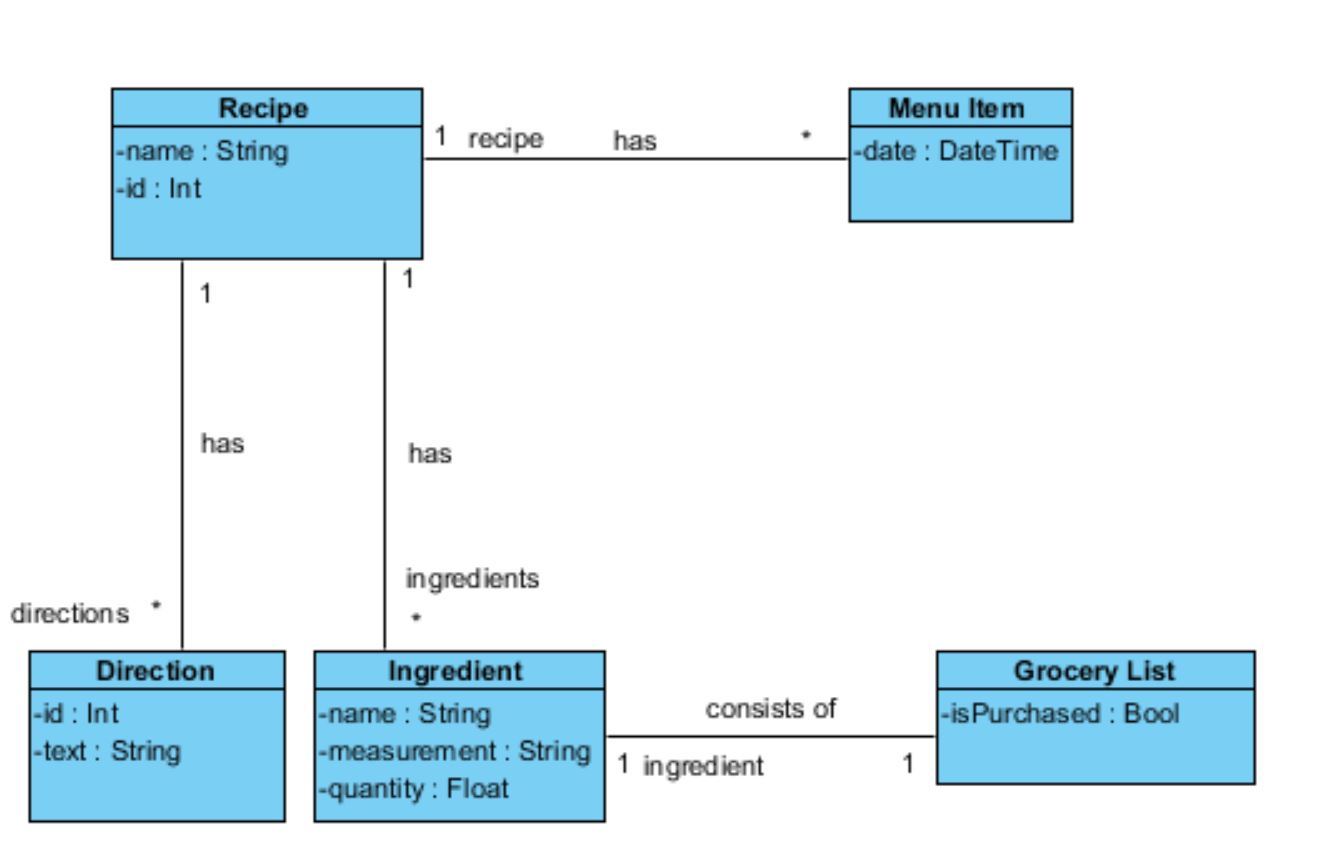 Recipe
-name : String
-id : Int
1 recipe has *
Menu Item
-date : DateTime
1
1
has
has
ingredients
directions *
*
Direction
-id : Int
-text : String
Ingredient
-name : String
-measurement : String
-quantity : Float
consists of
1 ingredient 1
Grocery List
-isPurchased : Bool